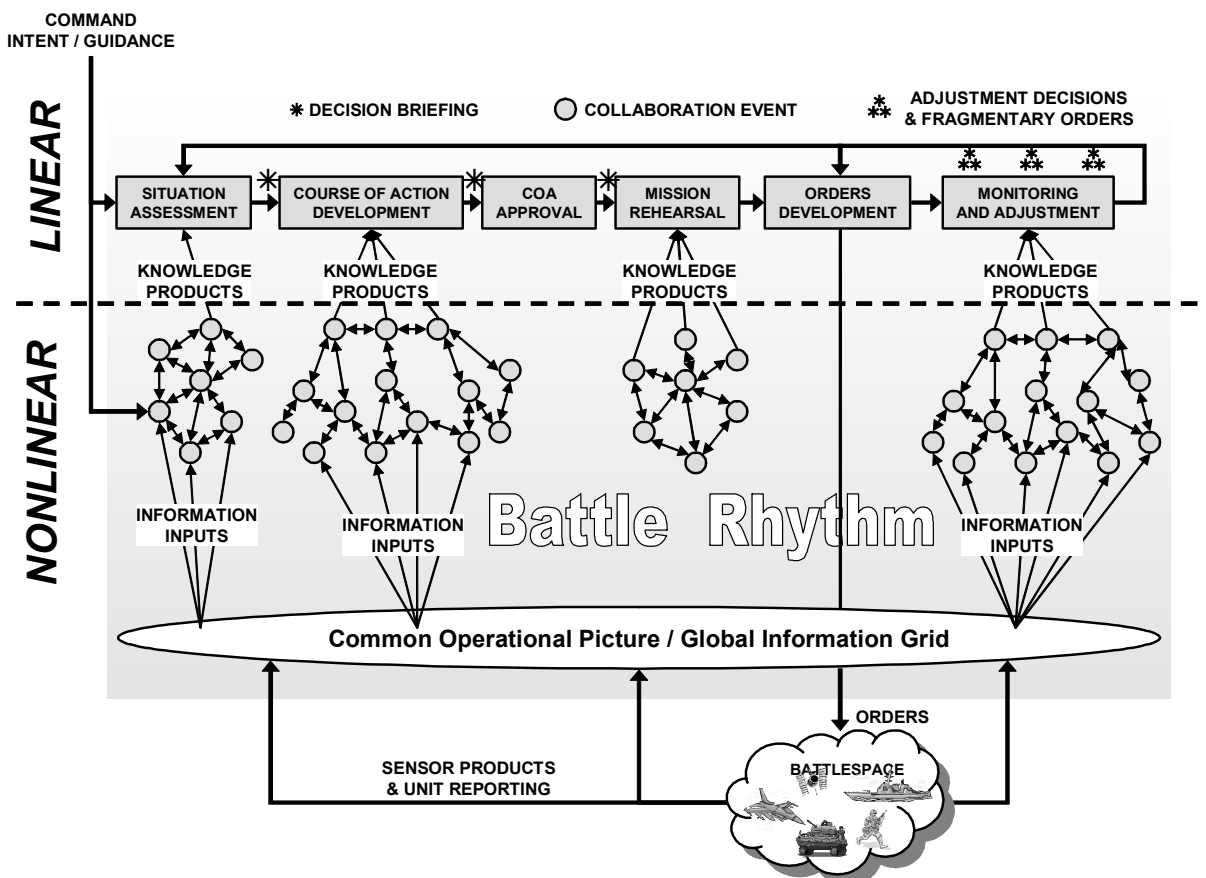 COMMAND
INTENT / GUIDANCE
LINEAR
DECISION BRIEFING
COLLABORATION EVENT
ADJUSTMENT DECISIONS
& FRAGMENTARY ORDERS
SITUATION
ASSESSMENT
COURSE OF ACTION
DEVELOPMENT
COA
APPROVAL
MISSION
REHEARSAL
ORDERS
DEVELOPMENT
MONITORING
AND ADJUSTMENT
KNOWLEDGE
PRODUCTS
KNOWLEDGE
PRODUCTS
KNOWLEDGE
PRODUCTS
KNOWLEDGE
PRODUCTS
NONLINEAR
INFORMATION
INPUTS
INFORMATION
INPUTS
Battle Rhythm
INFORMATION
INPUTS
Common Operational Picture / Global Information Grid
ORDERS
SENSOR PRODUCTS
& UNIT REPORTING
BATTLESPACE